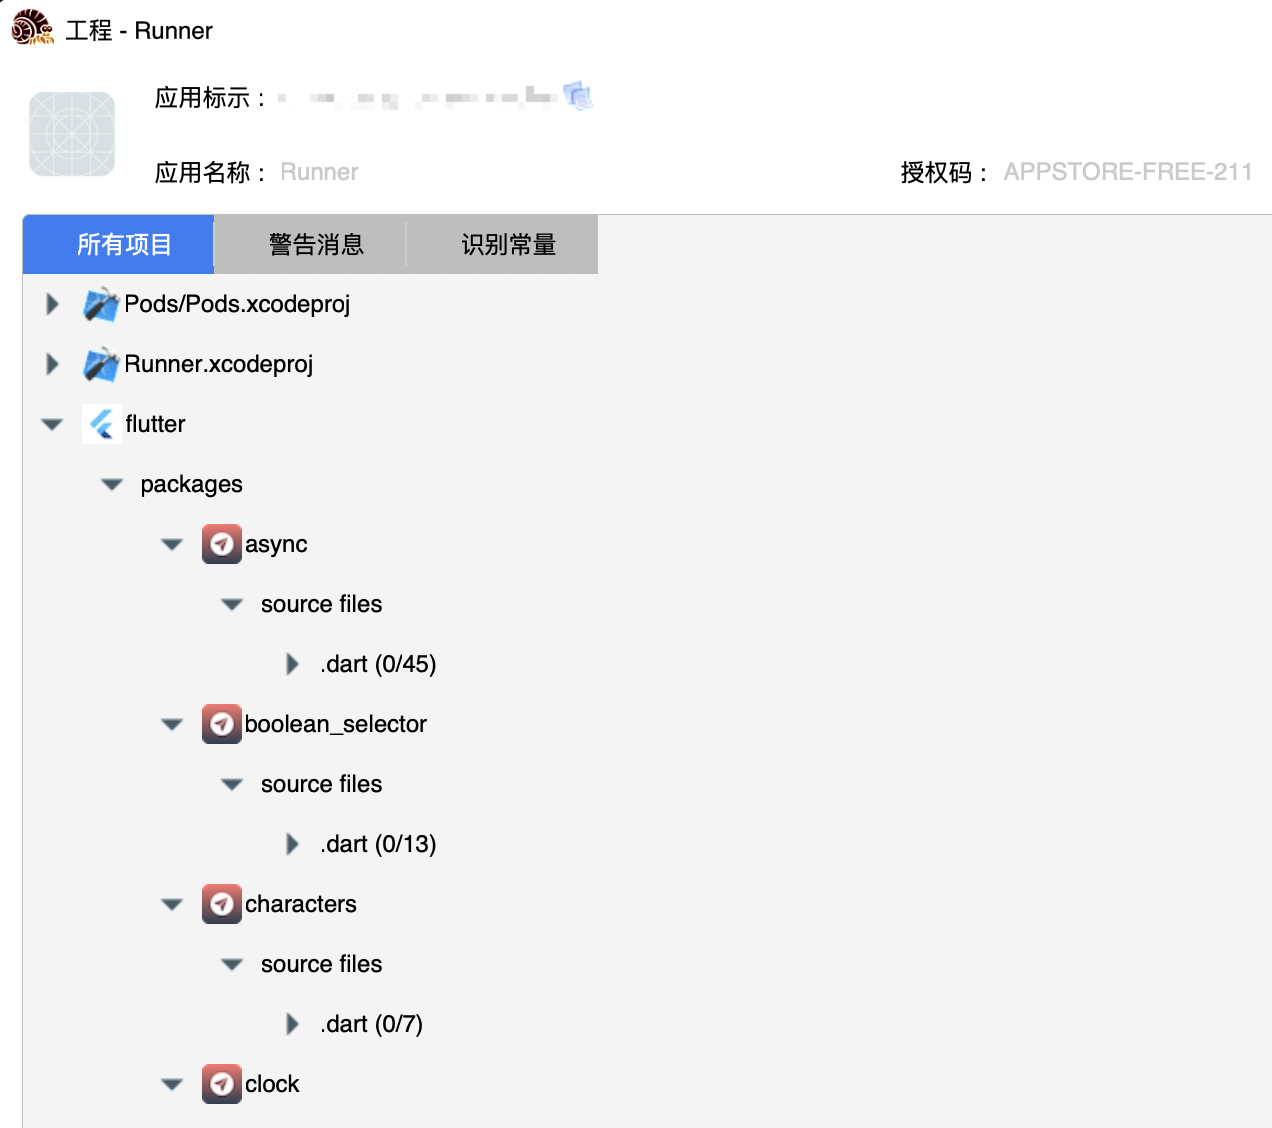 工程 - Runner
应用标示：
应用名称： Runner 授权码： APPSTORE-FREE-211
所有项目 警告消息 识别常量
Pods/Pods.xcodeproj
Runner.xcodeproj
flutter
packages
async
source files
.dart (0/45)
boolean_selector
source files
.dart (0/13)
characters
source files
.dart (0/7)
clock